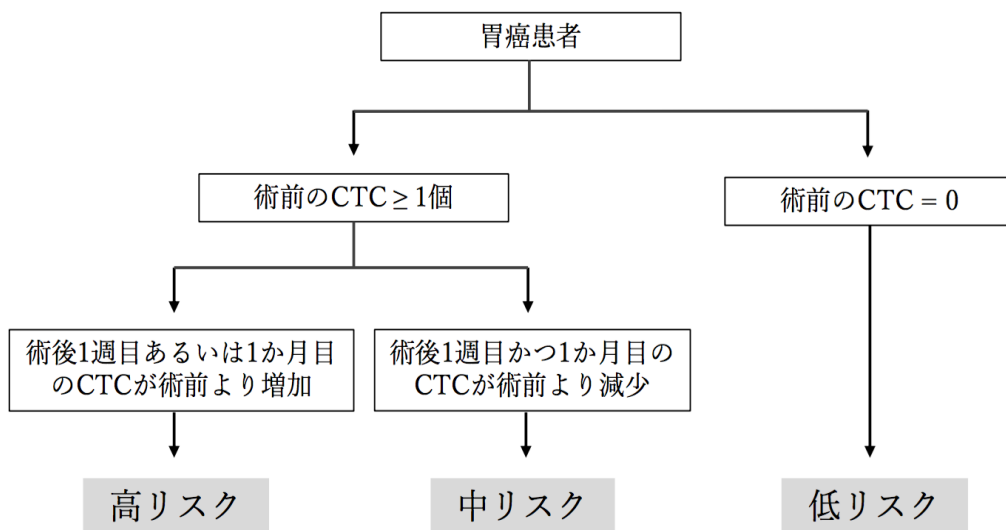 胃癌患者
術前のCTC ≥ 1個
術前のCTC = 0
術後1週目あるいは1か月目
のCTCが術前より増加
術後1週目かつ1か月目の
CTCが術前より減少
高リスク
中リスク
低リスク